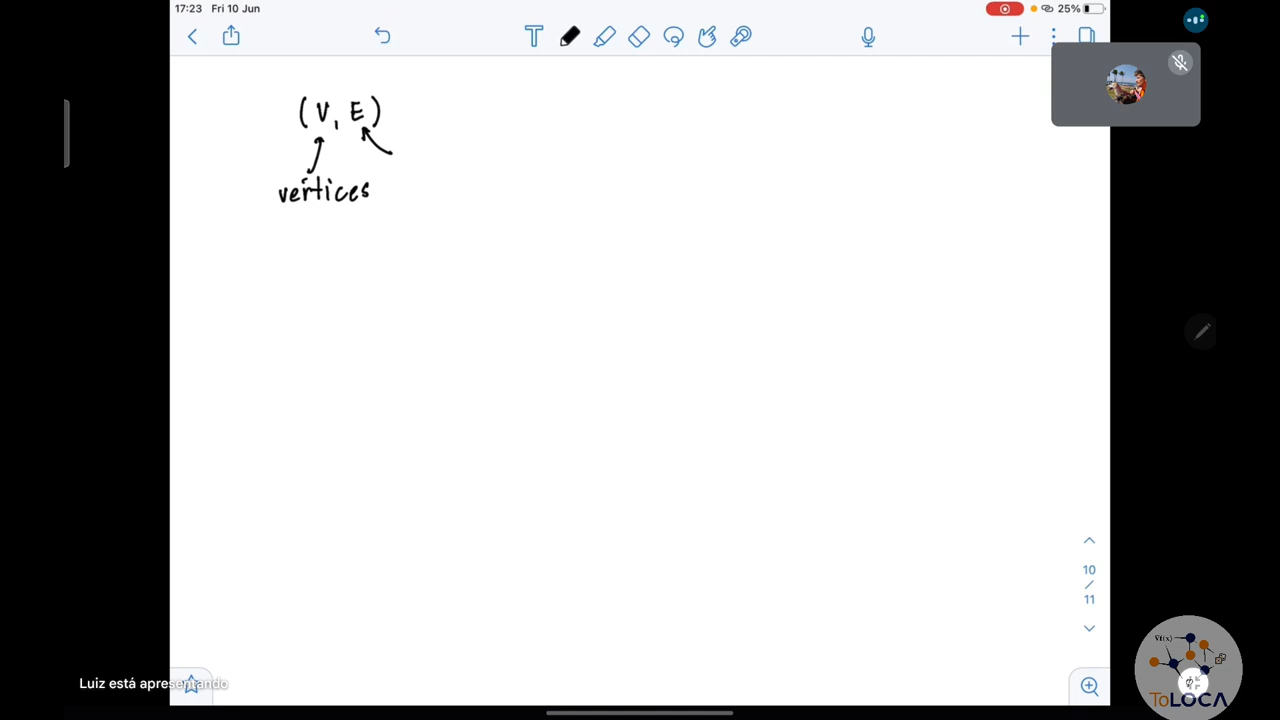 17:23 Fri 10 Jun
25%
T
(V, E)
vertices
10
/
11
Luiz está apresentando
∇f(x)
ToLOCA